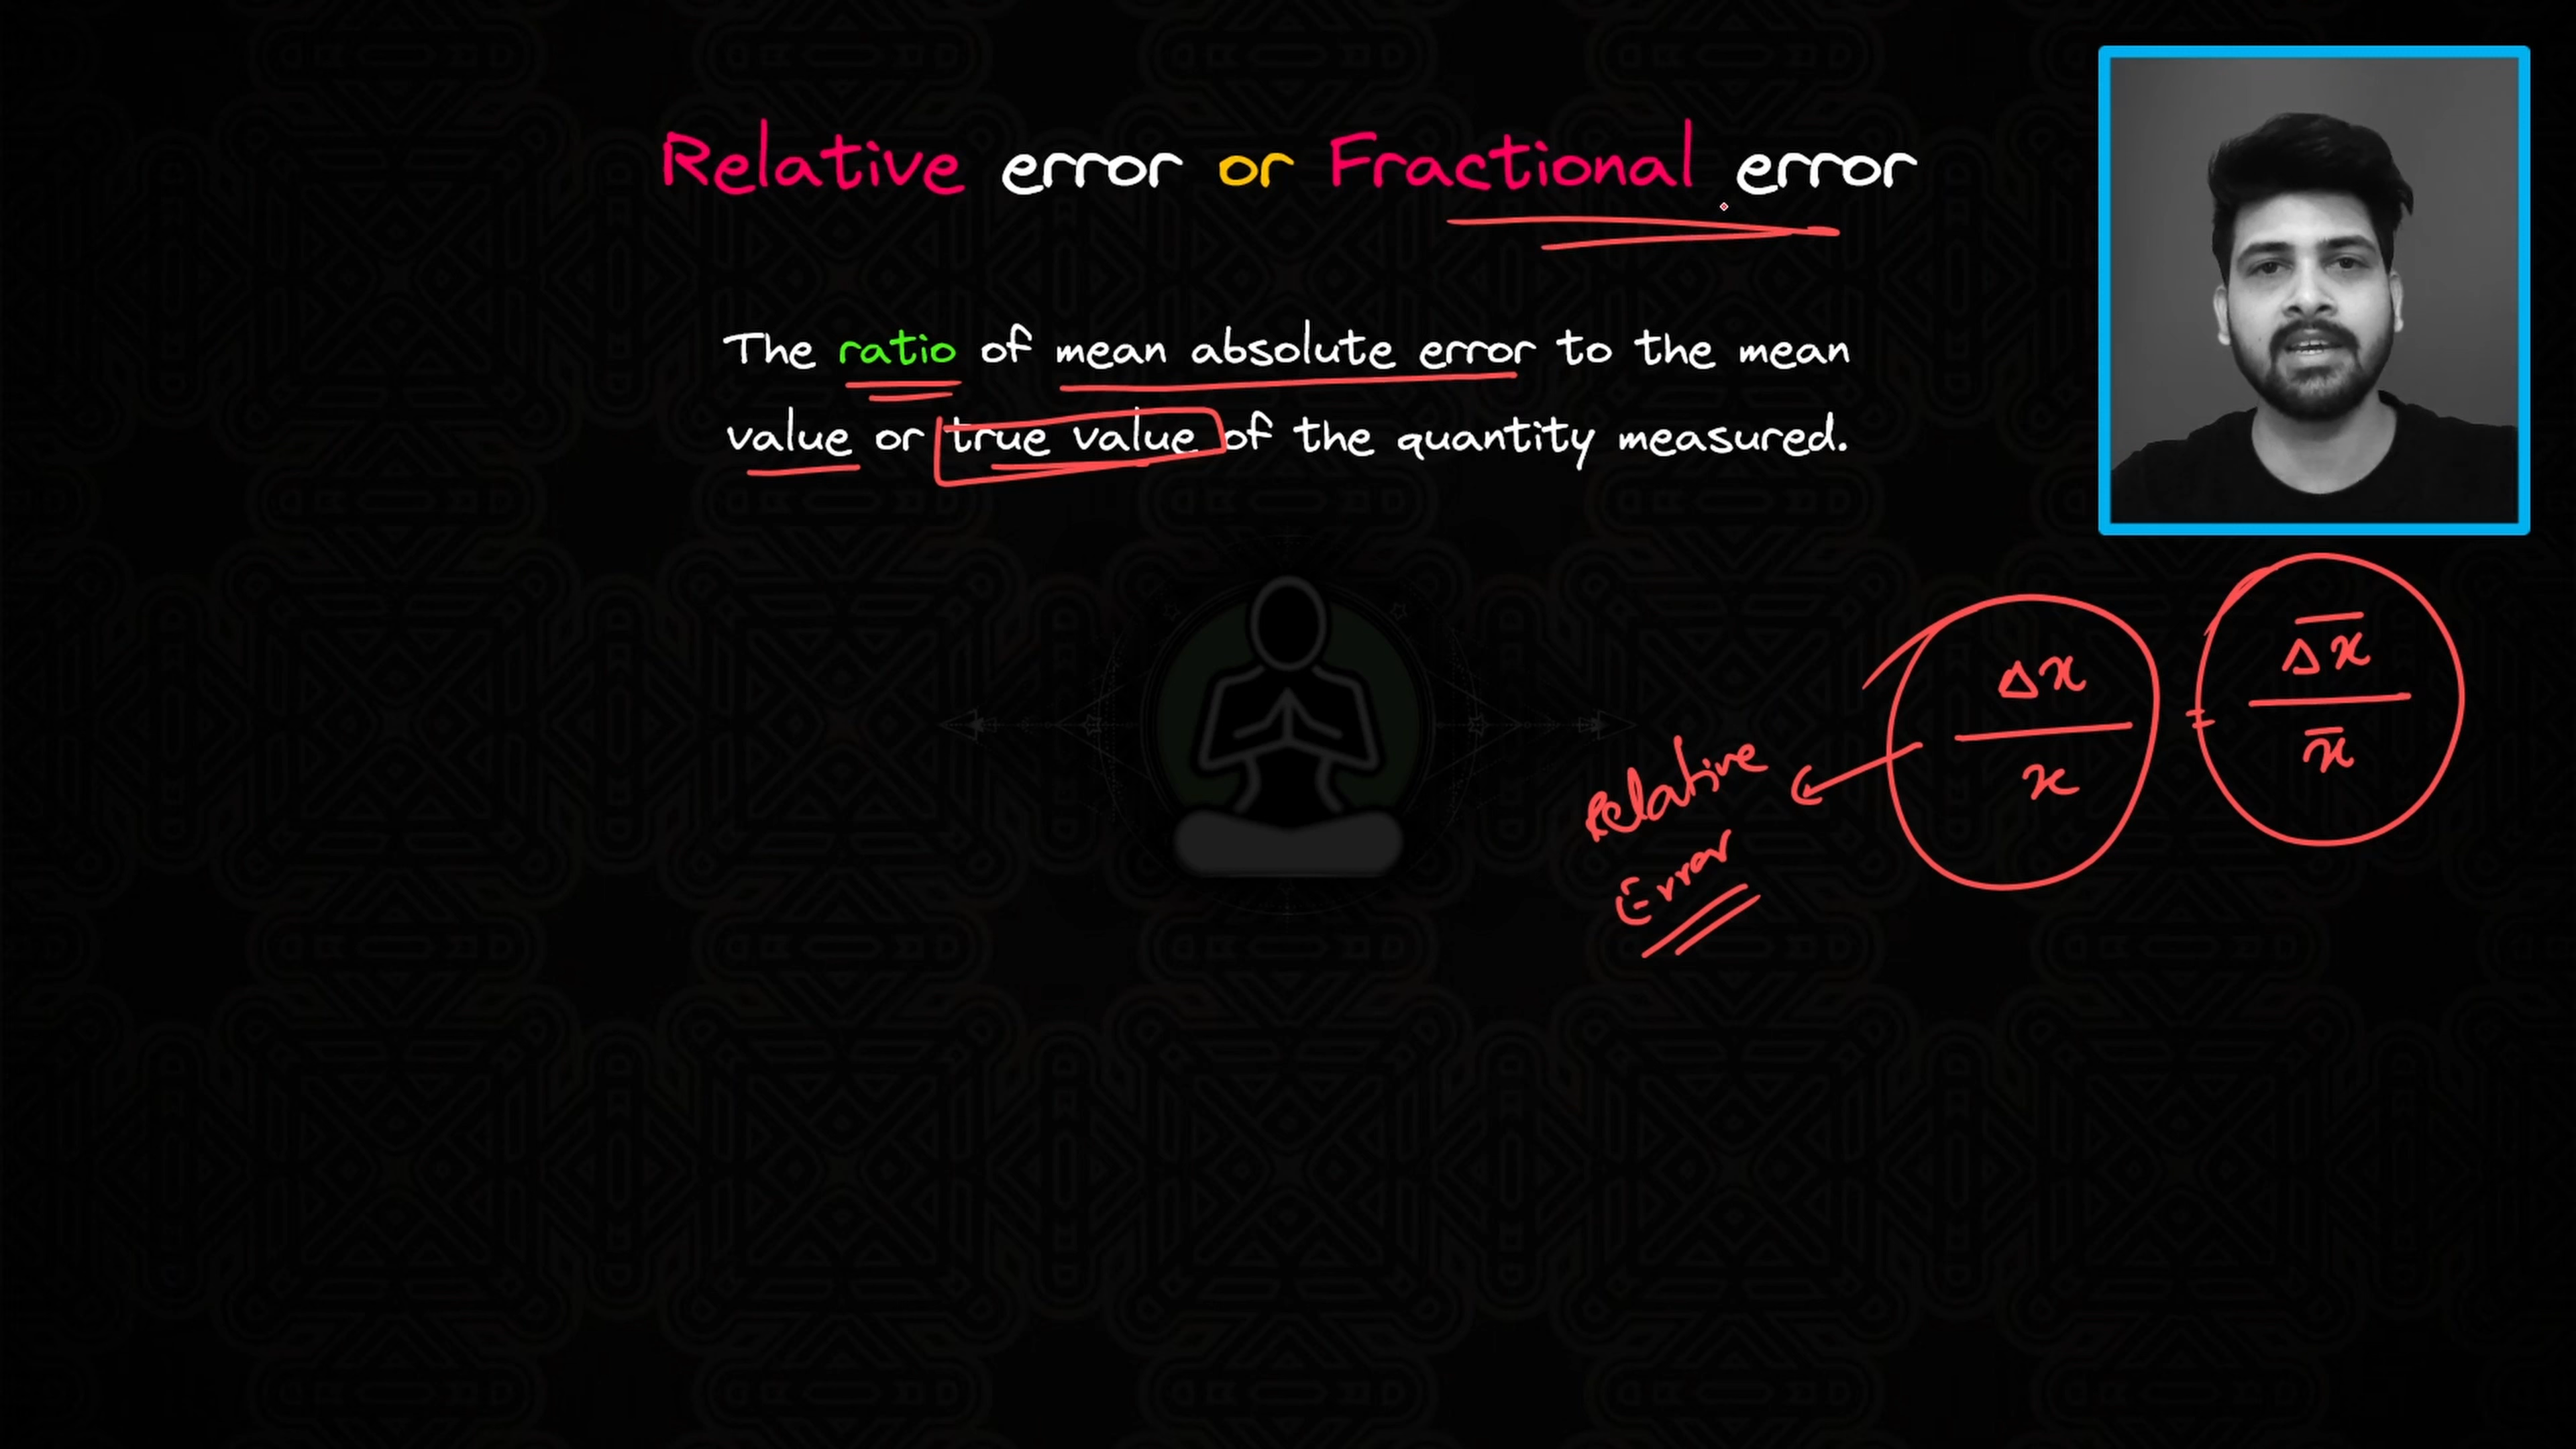 Relative error or Fractional error
The ratio of mean absolute error to the mean
value or true value of the quantity measured.
Δx
x
=
Δx̅
x̅
Relative
Error